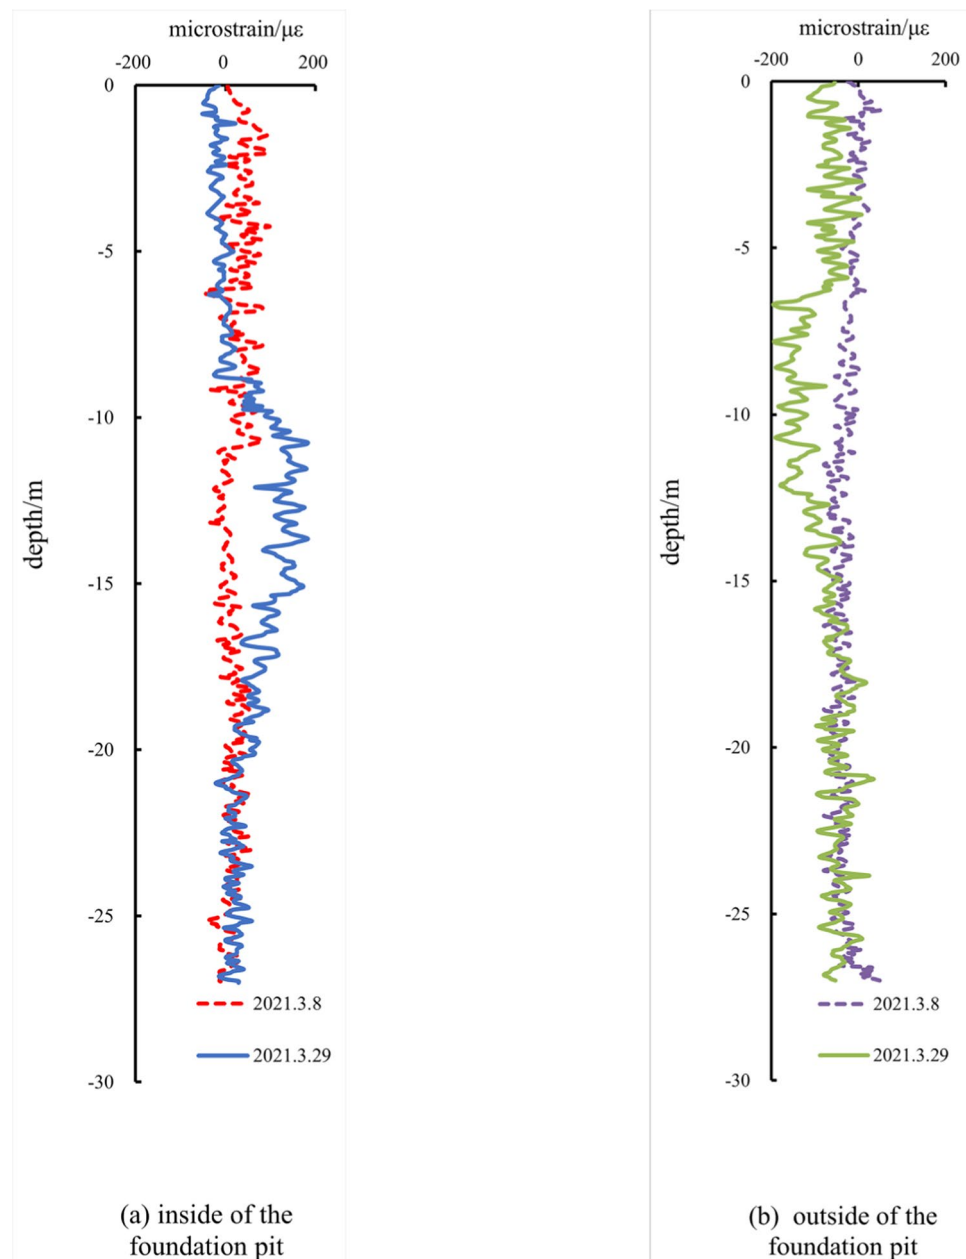 microstrain/με
-200 0 200
0
-5
-10
depth/m
-15
-20
-25
2021.3.8
2021.3.29
-30
(a) inside of the
foundation pit
microstrain/με
-200 0 200
0
-5
-10
depth/m
-15
-20
-25
2021.3.8
2021.3.29
-30
(b) outside of the
foundation pit